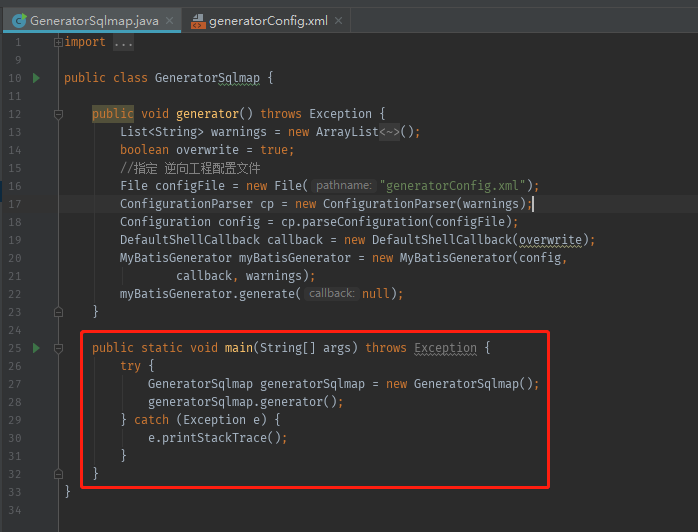 GeneratorSqlmap.java × generatorConfig.xml ×
1 import ...
9
10 public class GeneratorSqlmap {
11
12 public void generator() throws Exception {
13 List<String> warnings = new ArrayList<~>();
14 boolean overwrite = true;
15 //指定 逆向工程配置文件
16 File configFile = new File( pathname: "generatorConfig.xml");
17 ConfigurationParser cp = new ConfigurationParser(warnings);
18 Configuration config = cp.parseConfiguration(configFile);
19 DefaultShellCallback callback = new DefaultShellCallback(overwrite);
20 MyBatisGenerator myBatisGenerator = new MyBatisGenerator(config,
21 callback, warnings);
22 myBatisGenerator.generate( callback: null);
23 }
24
25 public static void main(String[] args) throws Exception {
26 try {
27 GeneratorSqlmap generatorSqlmap = new GeneratorSqlmap();
28 generatorSqlmap.generator();
29 } catch (Exception e) {
30 e.printStackTrace();
31 }
32 }
33 }
34